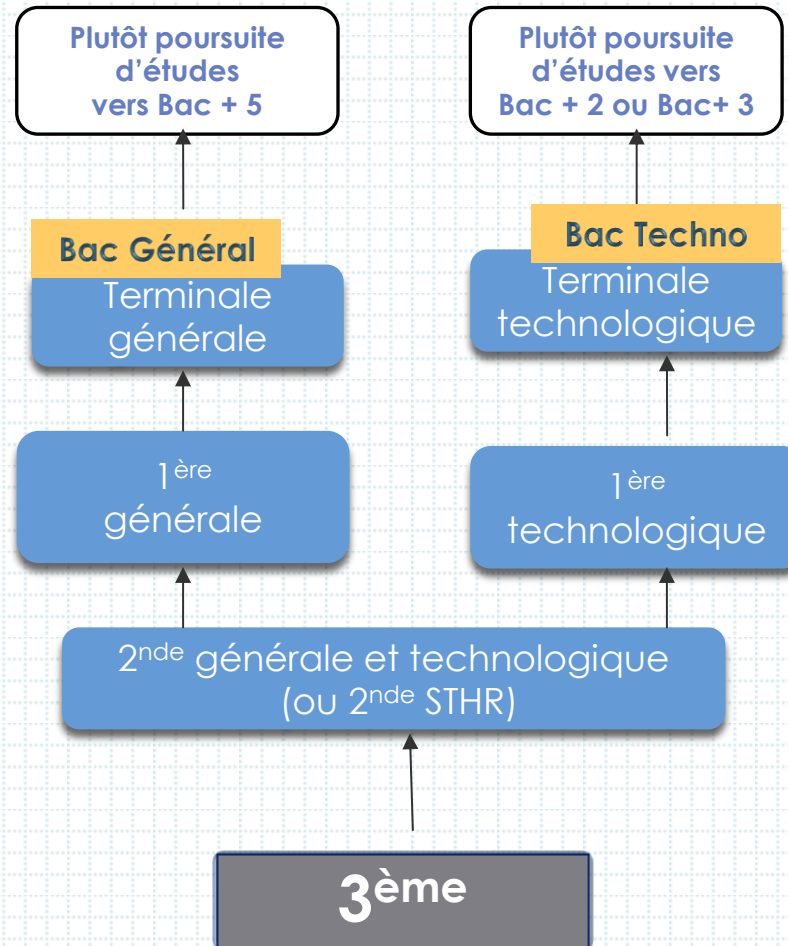 Plutôt poursuite
d’études
vers Bac + 5
Plutôt poursuite
d’études vers
Bac + 2 ou Bac+ 3
Bac Général
Terminale
générale
Bac Techno
Terminale
technologique
1ère
générale
1ère
technologique
2nde générale et technologique
(ou 2nde STHR)
3ème